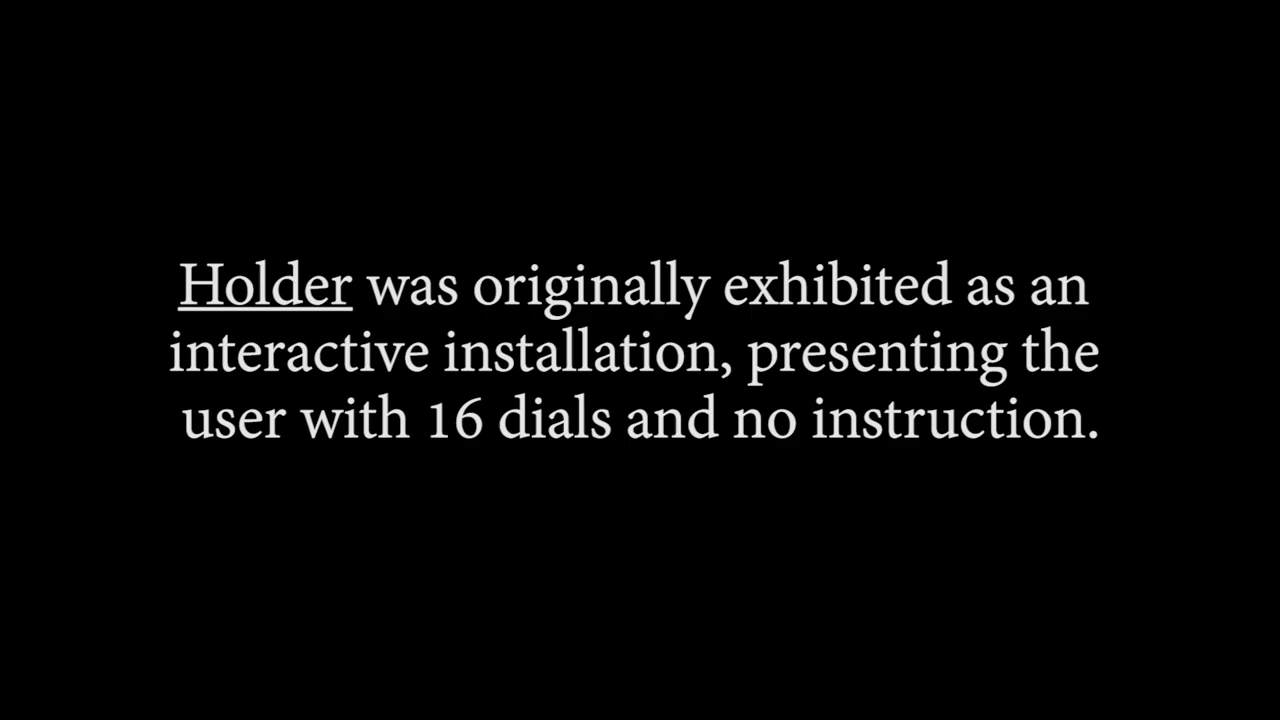 Holder was originally exhibited as an
interactive installation, presenting the
user with 16 dials and no instruction.